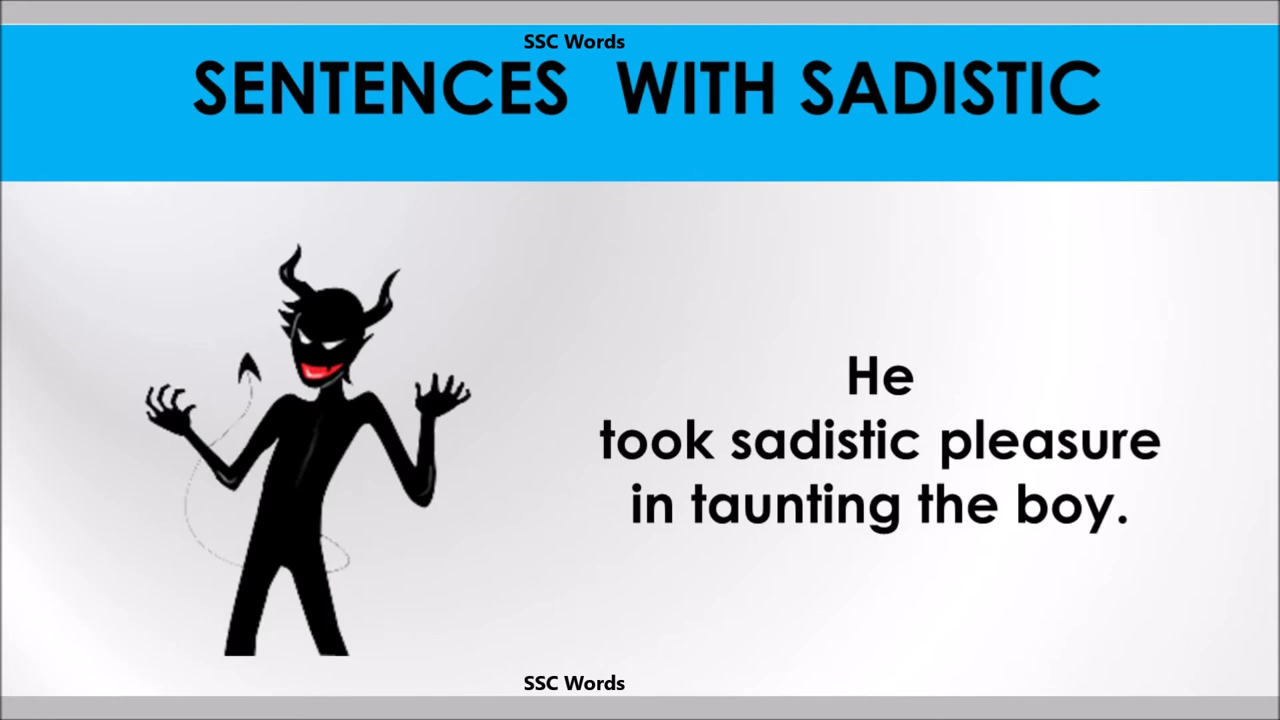 SSC Words
SENTENCES WITH SADISTIC
He
took sadistic pleasure
in taunting the boy.
SSC Words